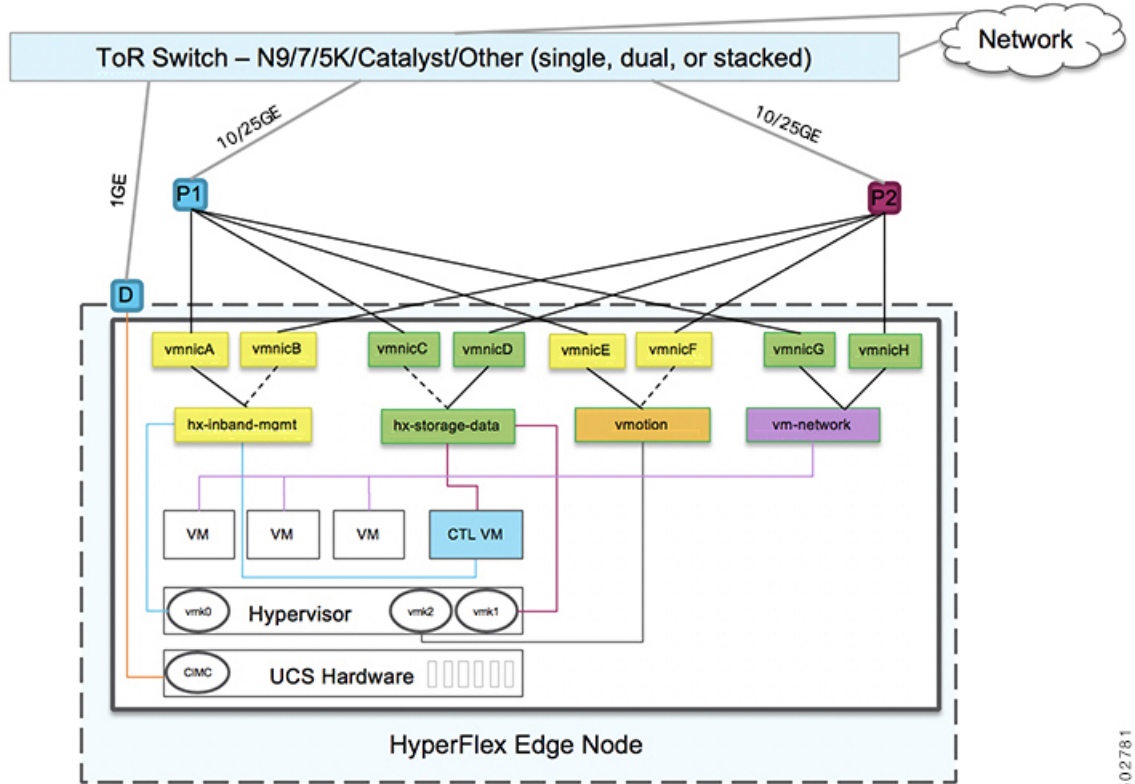 Network
ToR Switch – N9/7/5K/Catalyst/Other (single, dual, or stacked)
10/25GE
10/25GE
1GE
P1
P2
D
vmnicA
vmnicB
vmnicC
vmnicD
vmnicE
vmnicF
vmnicG
vmnicH
hx-inband-mgmt
hx-storage-data
vmotion
vm-network
VM
VM
VM
CTL VM
vmk0
Hypervisor
vmk2
vmk1
CIMC
UCS Hardware
HyperFlex Edge Node